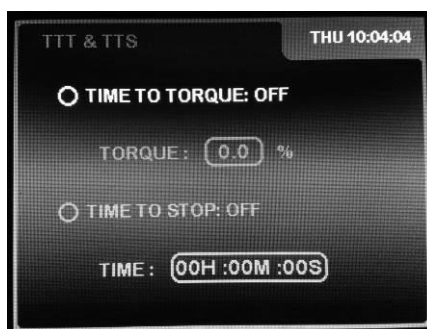 TTT & TTS THU 10:04:04
TIME TO TORQUE: OFF
TORQUE: 0.0 %
TIME TO STOP: OFF
TIME: 00H :00M :00S